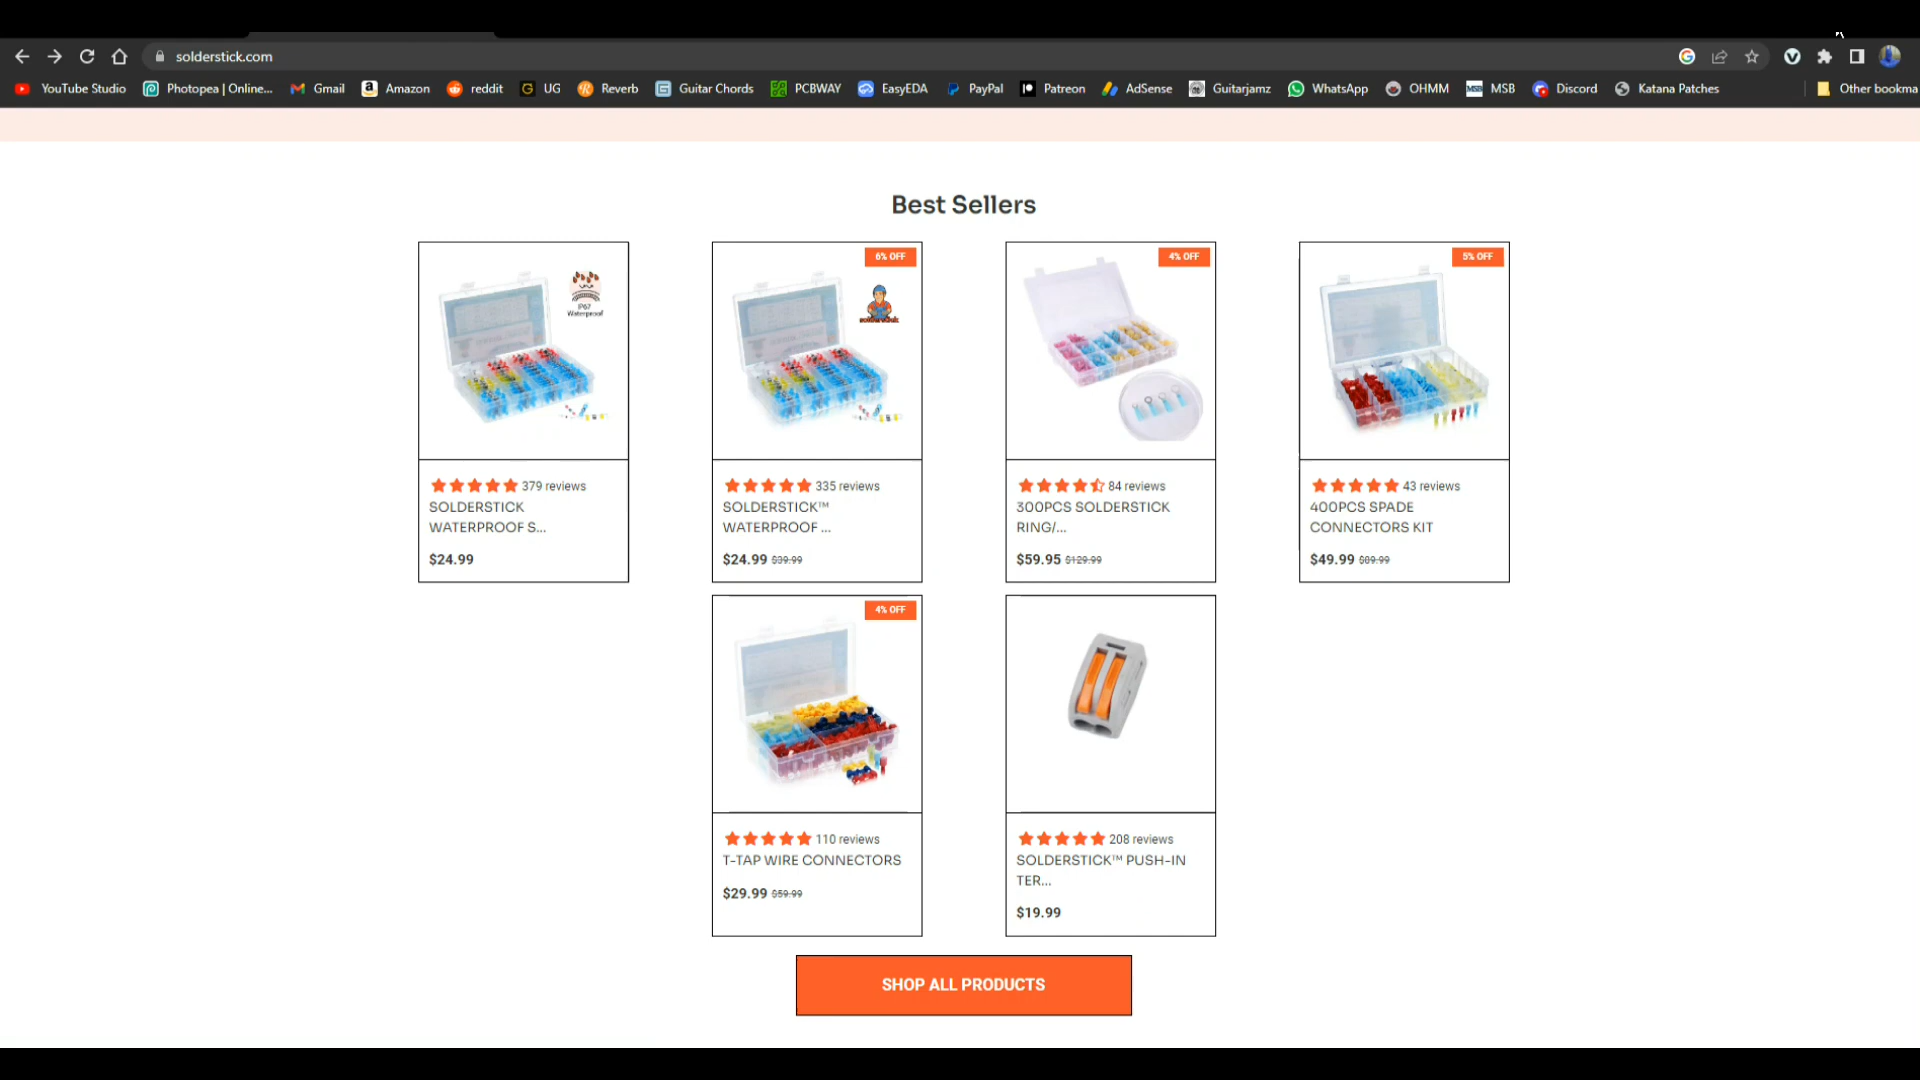 solderstick.com
YouTube Studio Photopea | Online... Gmail Amazon reddit UG Reverb Guitar Chords PCBWAY EasyEDA PayPal Patreon AdSense Guitarjamz WhatsApp OHMM MSB Discord Katana Patches Other bookma
Best Sellers
IP67
Waterproof
6% OFF
4% OFF
5% OFF
379 reviews
SOLDERSTICK
WATERPROOF S...
$24.99
335 reviews
SOLDERSTICK™
WATERPROOF ...
$24.99 $39.99
84 reviews
300PCS SOLDERSTICK
RING/...
$59.95 $129.99
43 reviews
400PCS SPADE
CONNECTORS KIT
$49.99 $89.99
4% OFF
110 reviews
T-TAP WIRE CONNECTORS
$29.99 $59.99
208 reviews
SOLDERSTICK™ PUSH-IN
TER...
$19.99
SHOP ALL PRODUCTS